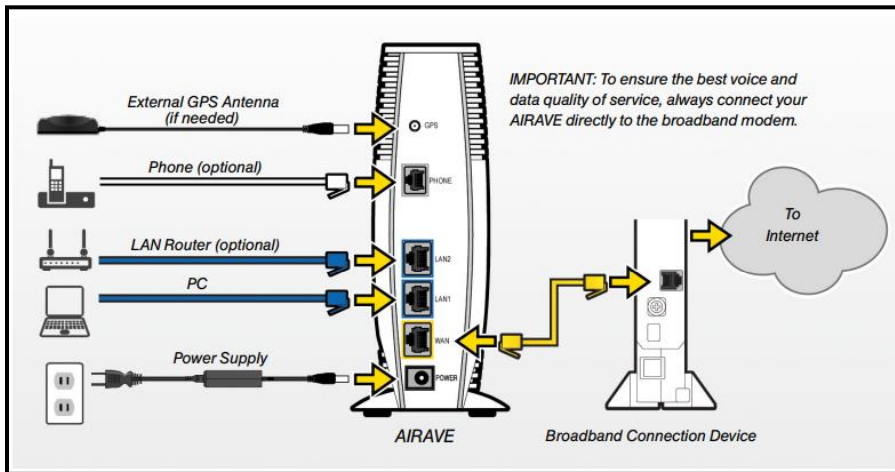 External GPS Antenna
(if needed)
IMPORTANT: To ensure the best voice and
data quality of service, always connect your
AIRAVE directly to the broadband modem.
GPS
Phone (optional)
PHONE
LAN Router (optional)
LAN2
PC
LAN1
To
Internet
WAN
Power Supply
POWER
AIRAVE
Broadband Connection Device